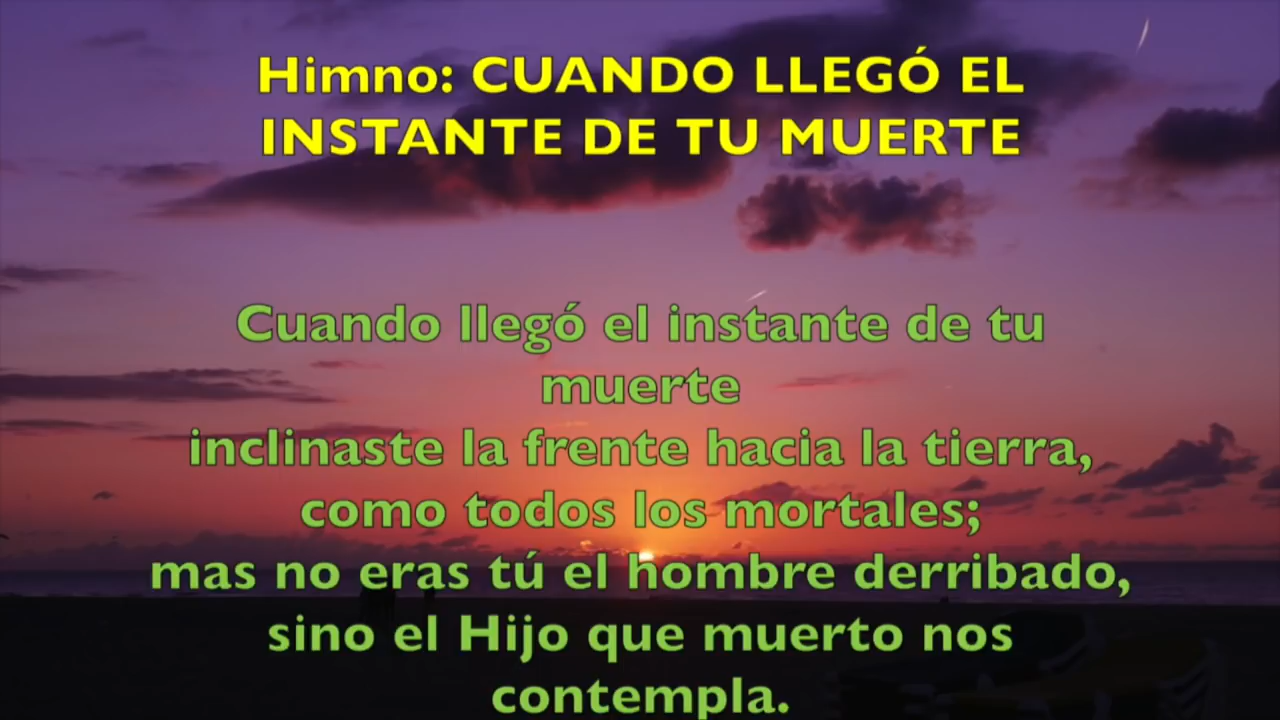 Himno: CUANDO LLEGÓ EL
INSTANTE DE TU MUERTE
Cuando llegó el instante de tu
muerte
inclinaste la frente hacia la tierra,
como todos los mortales;
mas no eras tú el hombre derribado,
sino el Hijo que muerto nos
contempla.